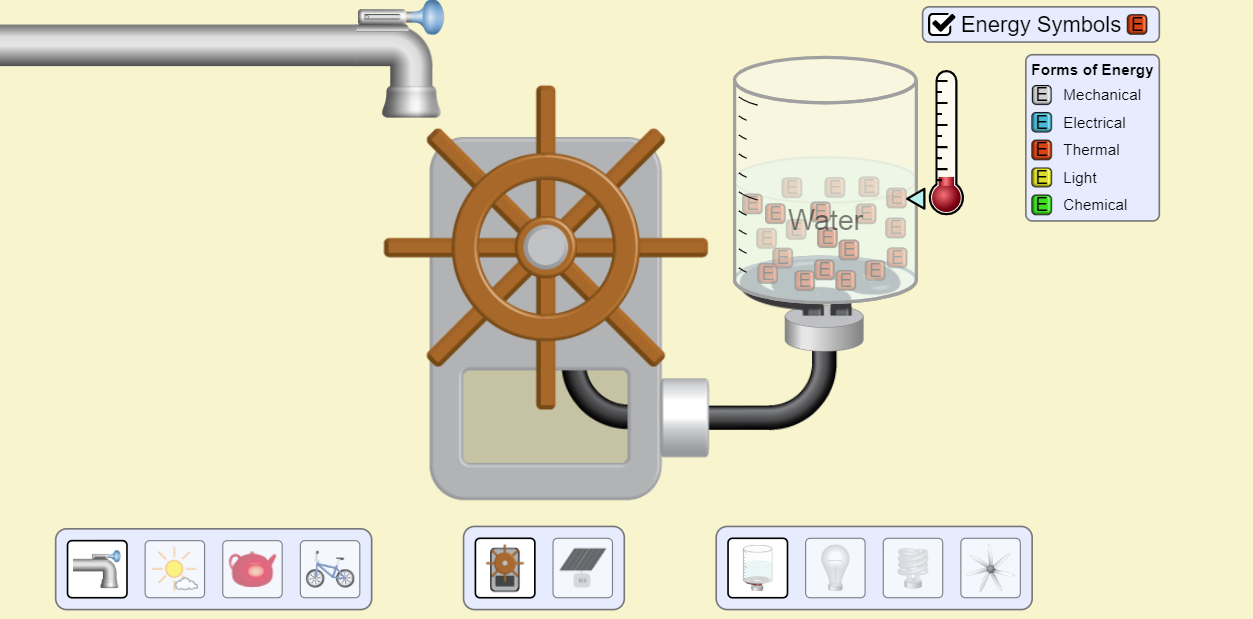 Energy Symbols E
Forms of Energy
E Mechanical
E Electrical
E Thermal
E Light
E Chemical
E E E E E E E E E E E E E E E E E E E E
Water